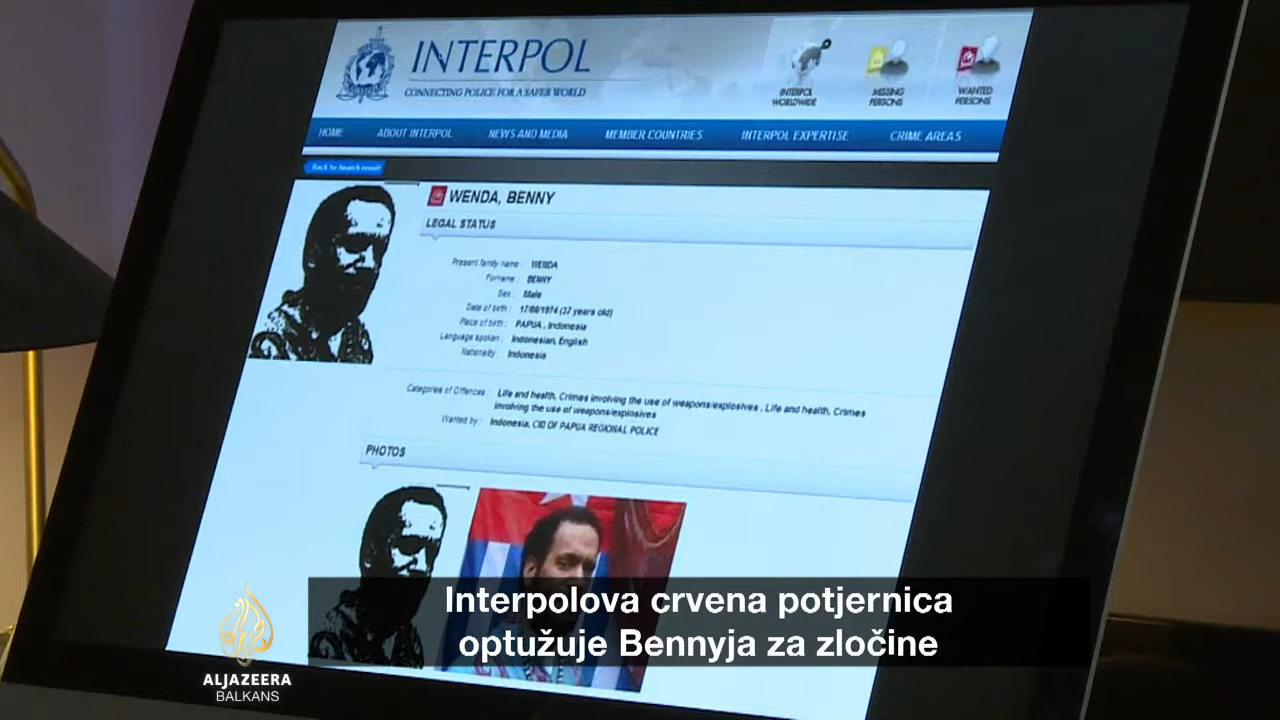 INTERPOL
CONNECTING POLICE FOR A SAFER WORLD
INTERPOL WORLDWIDE
MISSING PERSONS
WANTED PERSONS
HOME ABOUT INTERPOL NEWS AND MEDIA MEMBER COUNTRIES INTERPOL EXPERTISE CRIME AREAS
Back to Search result
WENDA, BENNY
LEGAL STATUS
Present family name : WENDA
Forname : BENNY
Sex : Male
Date of birth : 17/08/1974 (37 years old)
Place of birth : PAPUA , Indonesia
Language spoken : Indonesian, English
Nationality : Indonesia
Categories of Offences : Life and health, Crimes involving the use of weapons/explosives , Life and health, Crimes
involving the use of weapons/explosives
Wanted by : Indonesia, CID OF PAPUA REGIONAL POLICE
PHOTOS
Interpolova crvena potjernica
optužuje Bennyja za zločine
ALJAZEERA
BALKANS